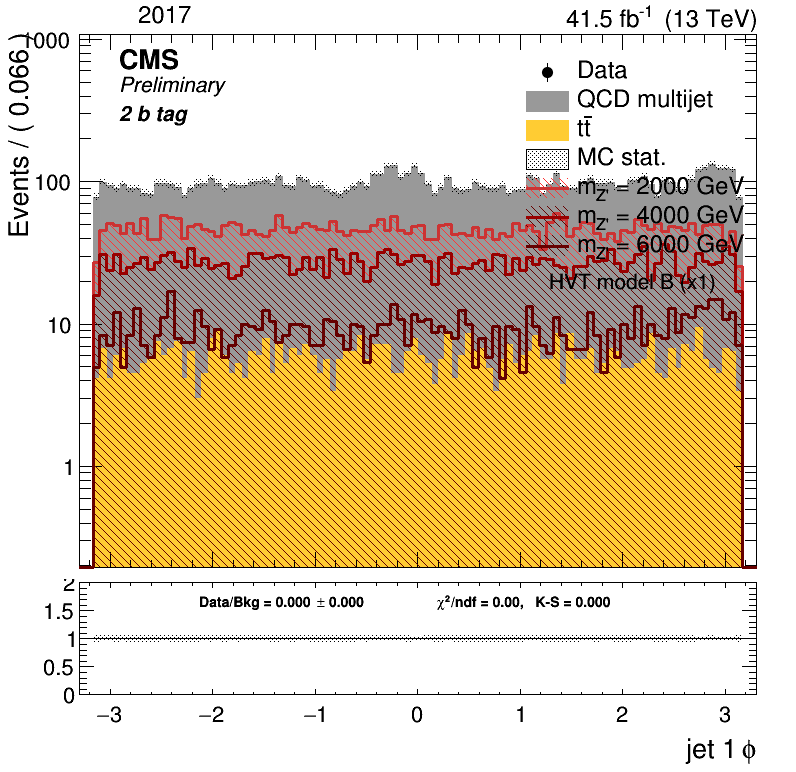 2017
41.5 fb⁻¹ (13 TeV)
CMS
Preliminary
2 b tag
Data
QCD multijet
tt̄
MC stat.
m_Z' = 2000 GeV
m_Z' = 4000 GeV
m_Z' = 6000 GeV
HVT model B (x1)
Events / ( 0.066 )
1000
100
10
1
Data/Bkg = 0.000 ± 0.000
χ²/ndf = 0.00, K-S = 0.000
2
1.5
1
0.5
0
−3 −2 −1 0 1 2 3
jet 1 ϕ